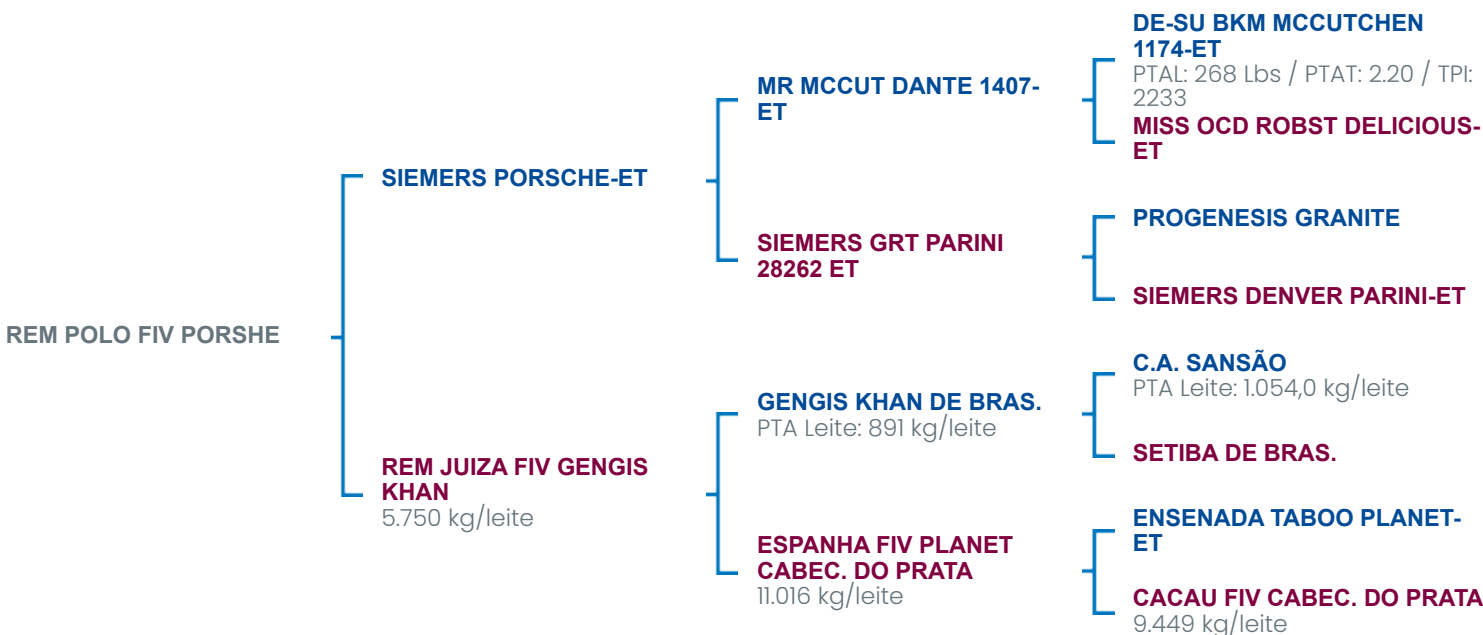 REM POLO FIV PORSHE
SIEMERS PORSCHE-ET
REM JUIZA FIV GENGIS
KHAN
5.750 kg/leite
MR MCCUT DANTE 1407-
ET
SIEMERS GRT PARINI
28262 ET
GENGIS KHAN DE BRAS.
PTA Leite: 891 kg/leite
ESPANHA FIV PLANET
CABEC. DO PRATA
11.016 kg/leite
DE-SU BKM MCCUTCHEN
1174-ET
PTAL: 268 Lbs / PTAT: 2.20 / TPI:
2233
MISS OCD ROBST DELICIOUS-
ET
PROGENESIS GRANITE
SIEMERS DENVER PARINI-ET
C.A. SANSÃO
PTA Leite: 1.054,0 kg/leite
SETIBA DE BRAS.
ENSENADA TABOO PLANET-
ET
CACAU FIV CABEC. DO PRATA
9.449 kg/leite